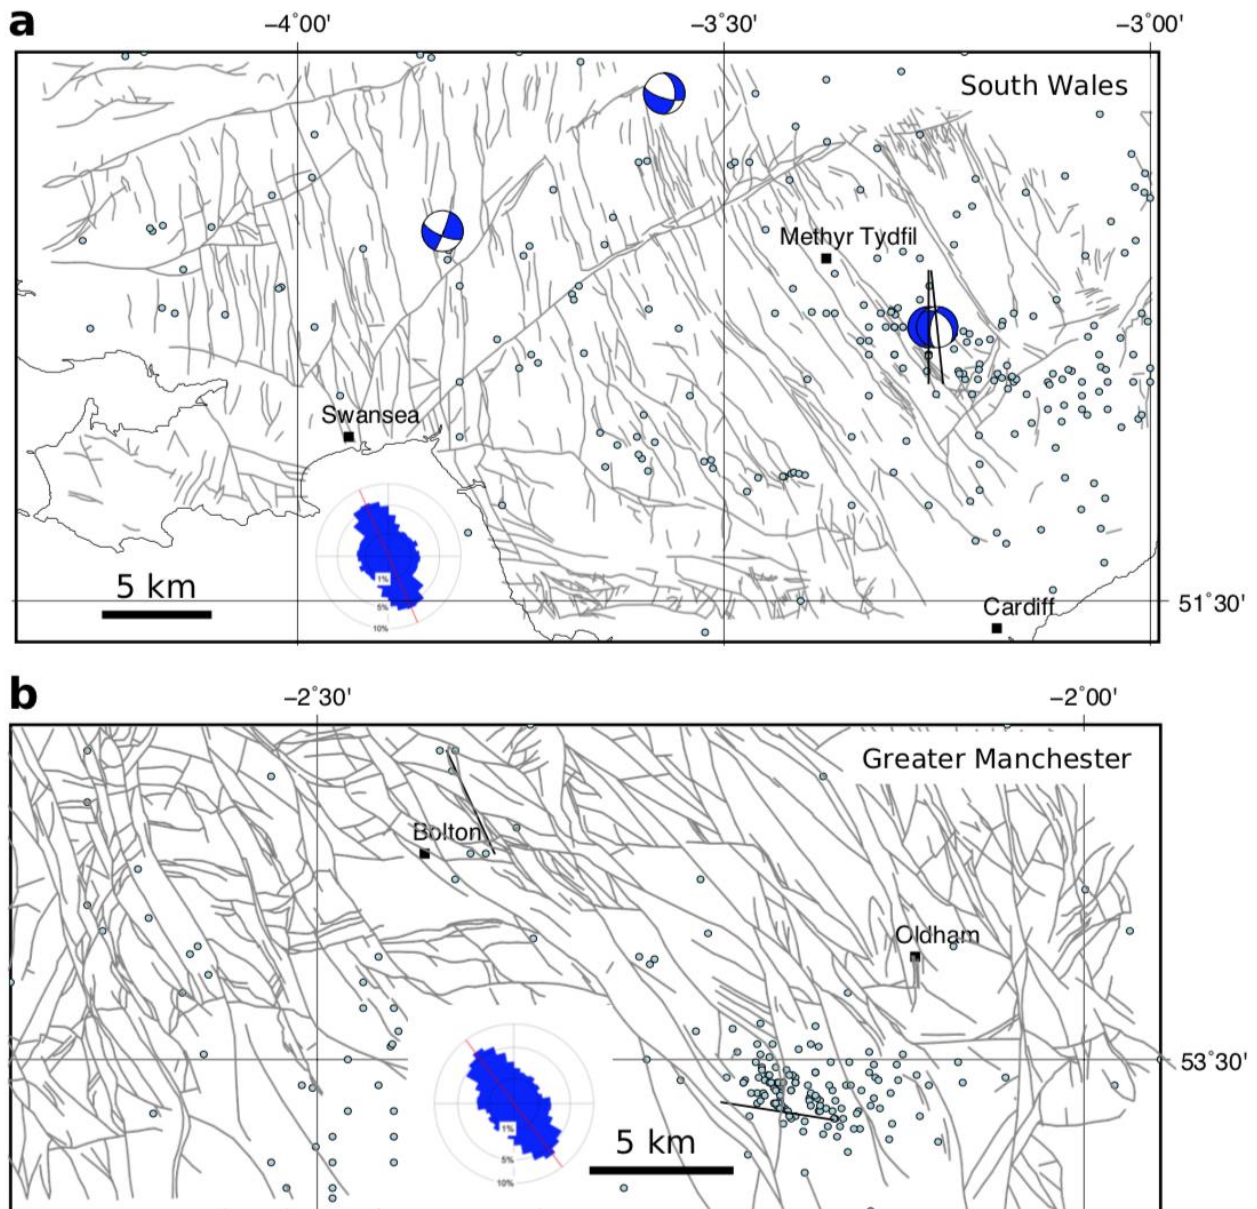 a
−4˚00'
−3˚30'
−3˚00'
South Wales
Methyr Tydfil
Swansea
1%
5%
10%
5 km
51˚30'
Cardiff
b
−2˚30'
−2˚00'
Greater Manchester
Bolton
Oldham
53˚30'
1%
5%
10%
5 km